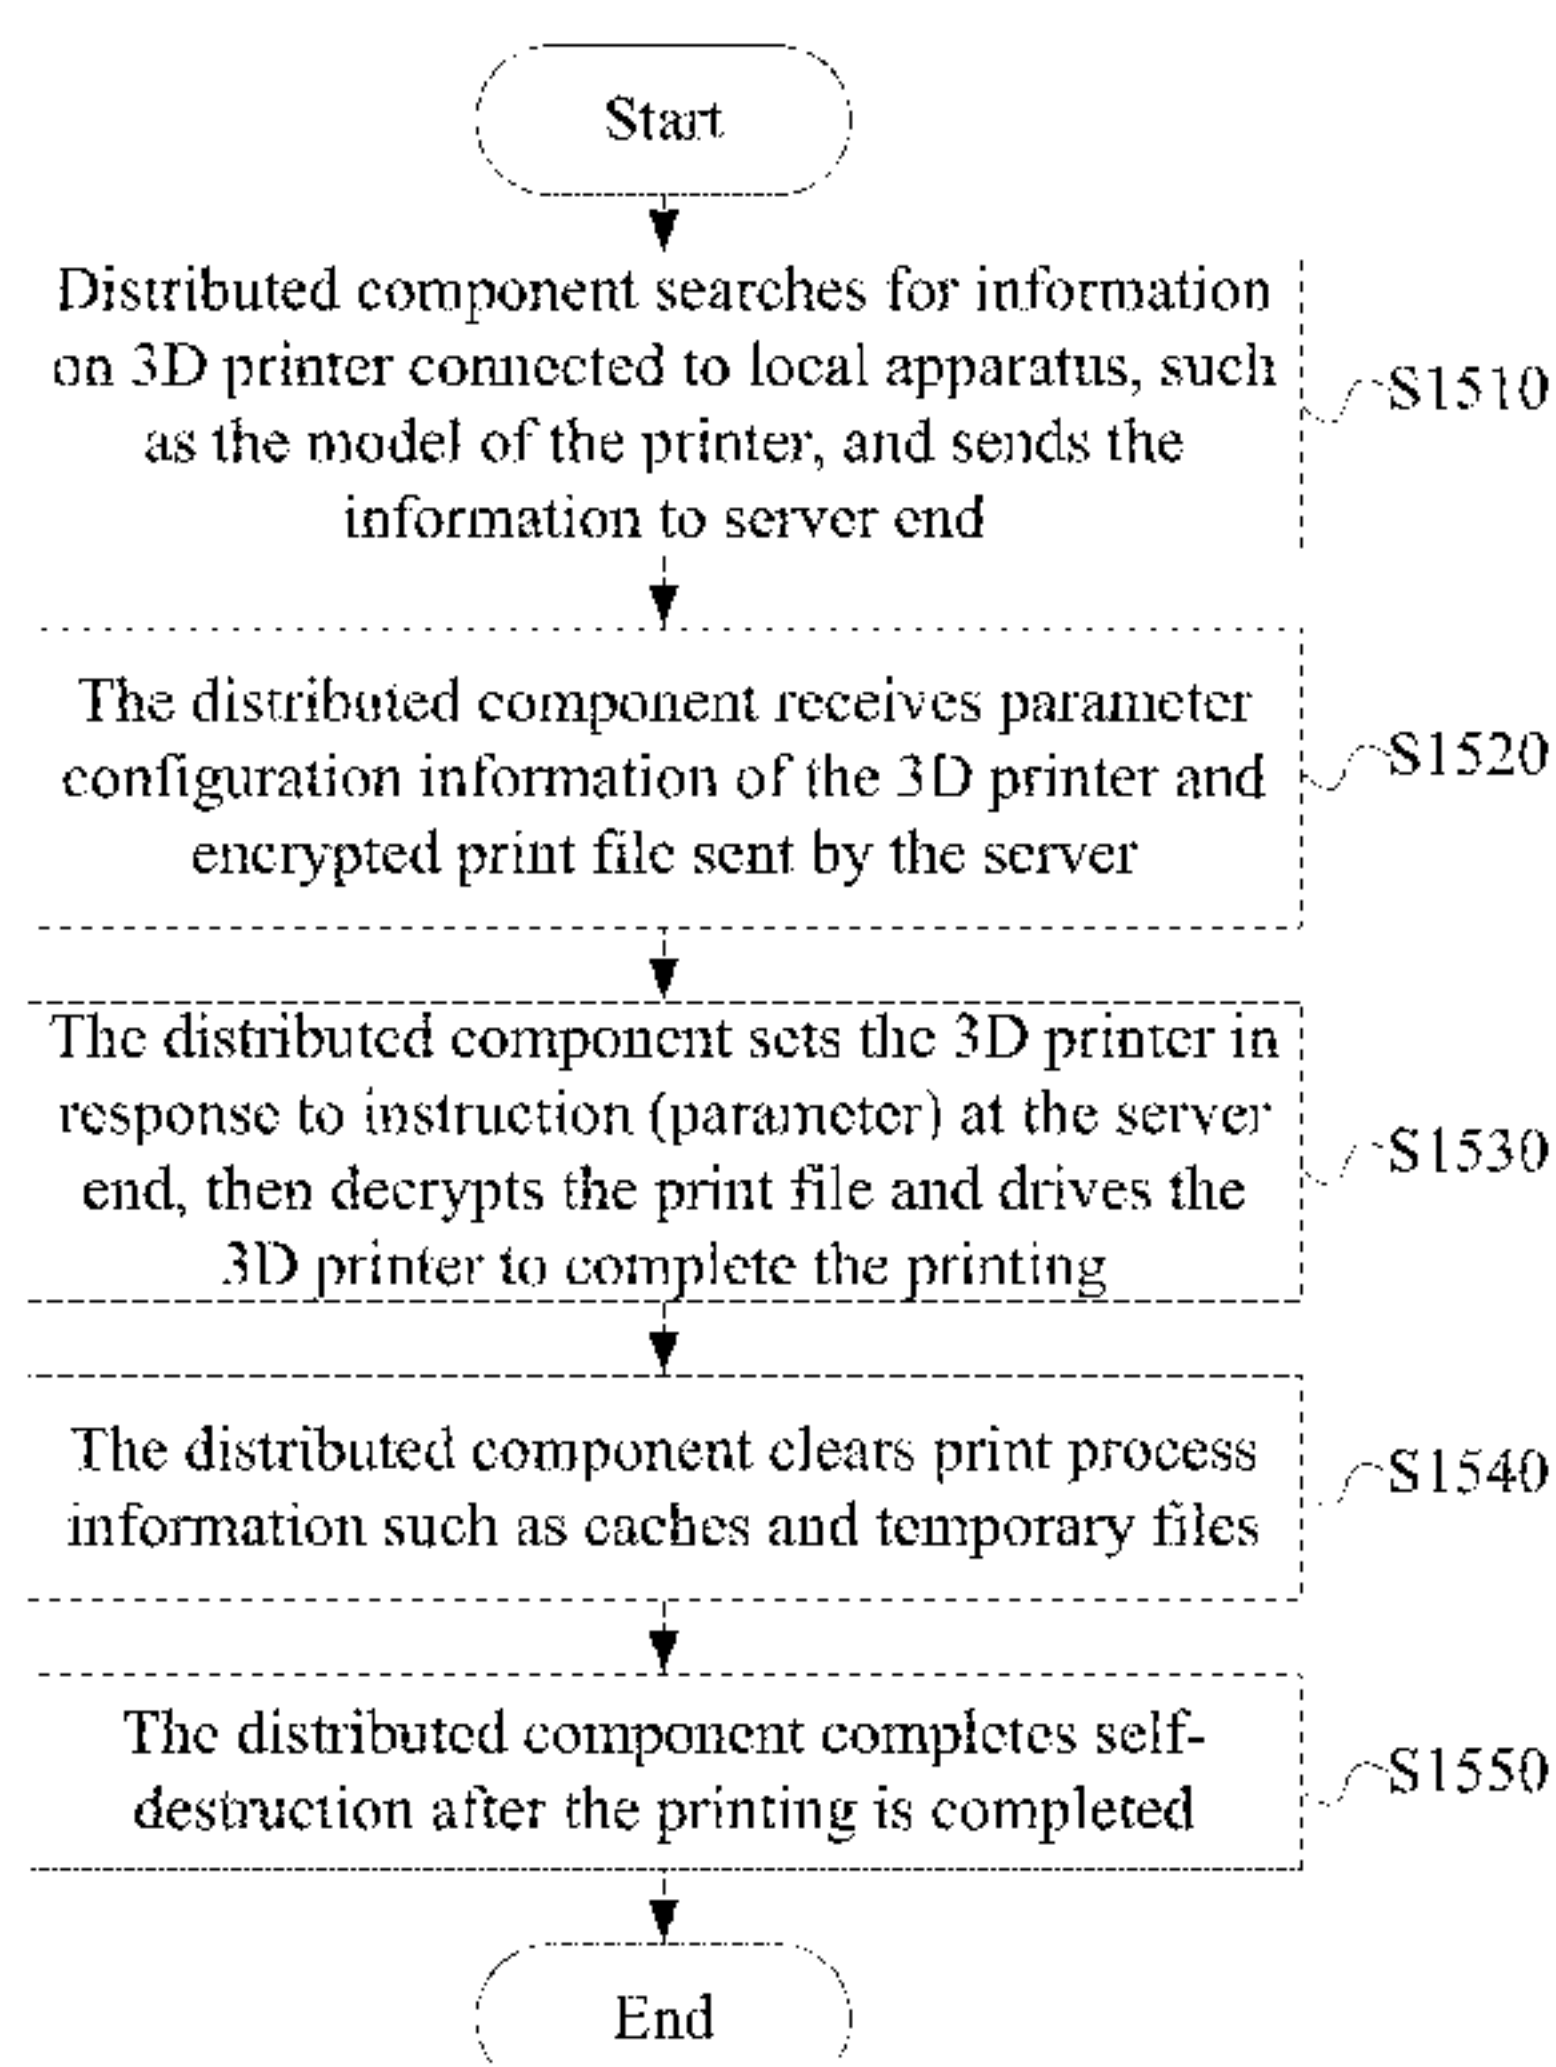 Start
Distributed component searches for information
on 3D printer connected to local apparatus, such
as the model of the printer, and sends the
information to server end
S1510
The distributed component receives parameter
configuration information of the 3D printer and
encrypted print file sent by the server
S1520
The distributed component sets the 3D printer in
response to instruction (parameter) at the server
end, then decrypts the print file and drives the
3D printer to complete the printing
S1530
The distributed component clears print process
information such as caches and temporary files
S1540
The distributed component completes self-
destruction after the printing is completed
S1550
End